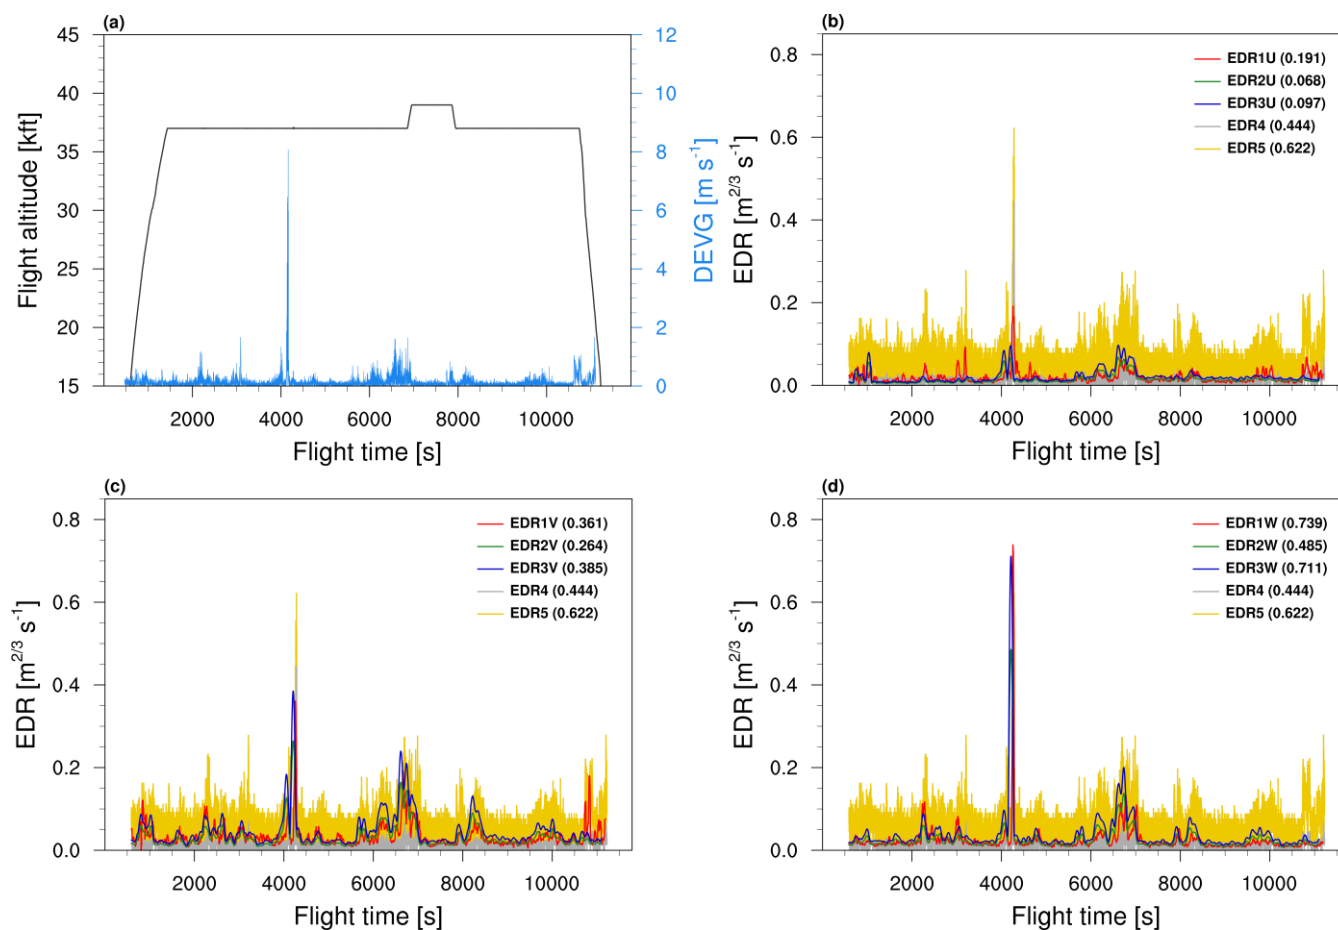 (a)
45
40
35
30
25
20
15
Flight altitude [kft]
12
10
8
6
4
2
0
DEVG [m s-1]
2000 4000 6000 8000 10000
Flight time [s]
(b)
0.8
0.6
0.4
0.2
0.0
EDR [m2/3 s-1]
EDR1U (0.191)
EDR2U (0.068)
EDR3U (0.097)
EDR4 (0.444)
EDR5 (0.622)
2000 4000 6000 8000 10000
Flight time [s]
(c)
0.8
0.6
0.4
0.2
0.0
EDR [m2/3 s-1]
EDR1V (0.361)
EDR2V (0.264)
EDR3V (0.385)
EDR4 (0.444)
EDR5 (0.622)
2000 4000 6000 8000 10000
Flight time [s]
(d)
0.8
0.6
0.4
0.2
0.0
EDR [m2/3 s-1]
EDR1W (0.739)
EDR2W (0.485)
EDR3W (0.711)
EDR4 (0.444)
EDR5 (0.622)
2000 4000 6000 8000 10000
Flight time [s]